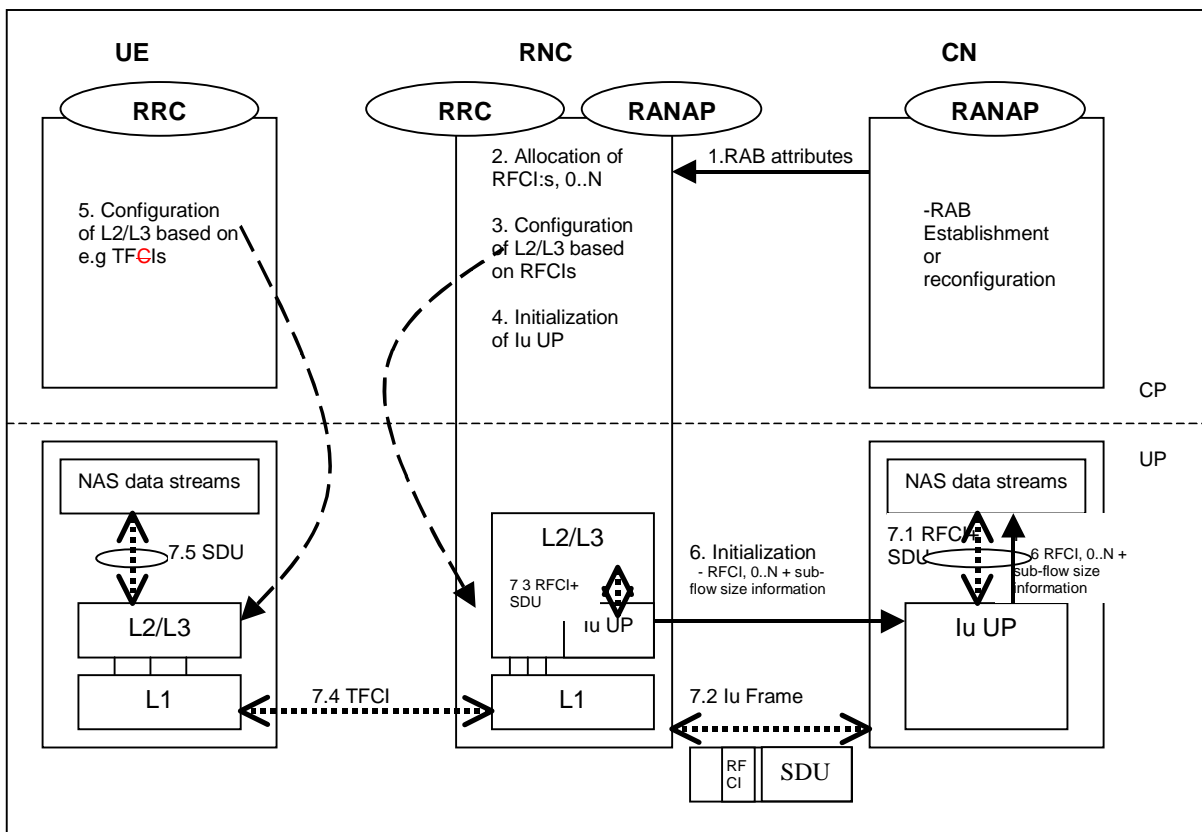 UE
RNC
CN
RRC
RRC
RANAP
RANAP
1.RAB attributes
2. Allocation of
RFCI:s, 0..N
3. Configuration
of L2/L3 based
on RFCIs
4. Initialization
of Iu UP
5. Configuration
of L2/L3 based on
e.g TFCIs
-RAB
Establishment
or
reconfiguration
CP
UP
NAS data streams
7.5 SDU
L2/L3
L1
7.4 TFCI
L2/L3
7 3 RFCI+
SDU
Iu UP
L1
6. Initialization
- RFCI, 0..N + sub-
flow size information
7.2 Iu Frame
RF
CI
SDU
NAS data streams
7.1 RFCI+
SDU
6 RFCI, 0..N +
sub-flow size
information
Iu UP